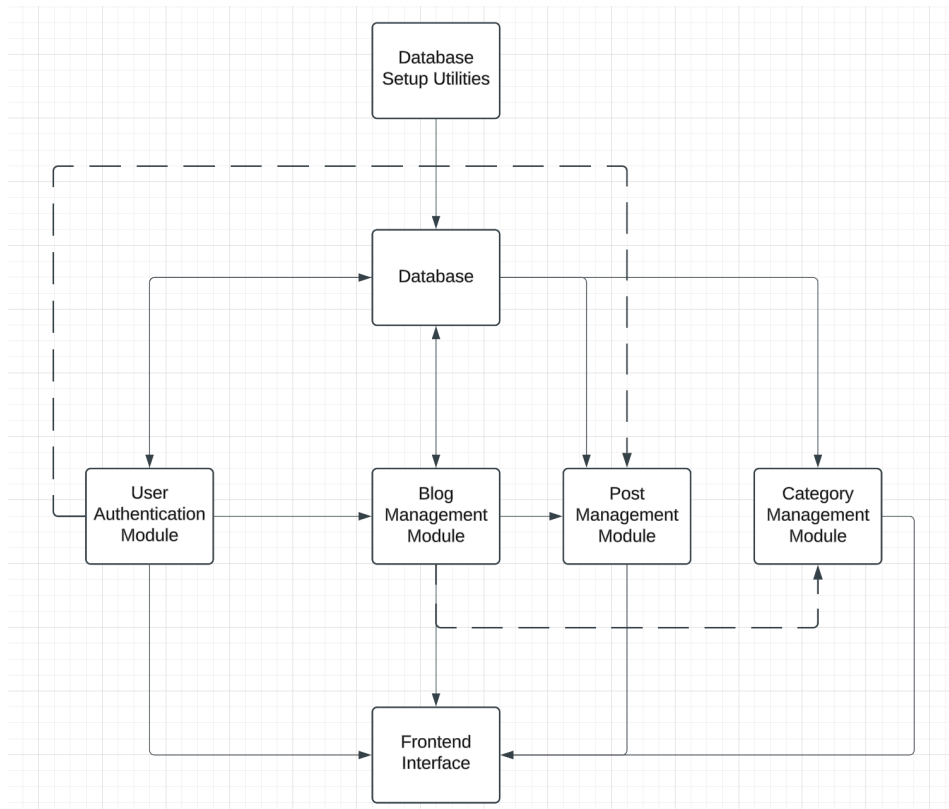 Database
Setup Utilities
Database
User
Authentication
Module
Blog
Management
Module
Post
Management
Module
Category
Management
Module
Frontend
Interface